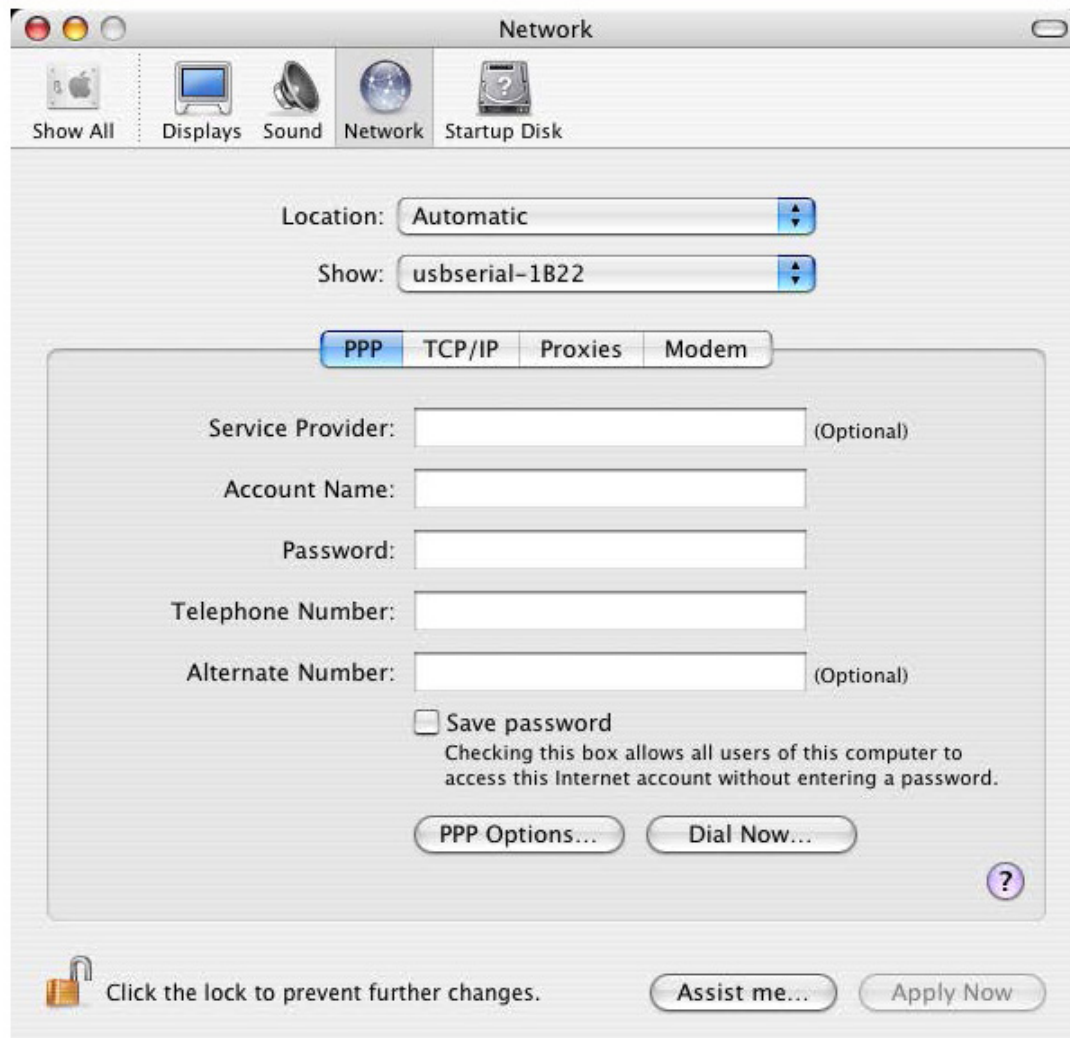 Network
Show All
Displays
Sound
Network
Startup Disk
Location: Automatic
Show: usbserial-1B22
PPP
TCP/IP
Proxies
Modem
Service Provider: (Optional)
Account Name:
Password:
Telephone Number:
Alternate Number: (Optional)
Save password
Checking this box allows all users of this computer to
access this Internet account without entering a password.
PPP Options...
Dial Now...
?
Click the lock to prevent further changes.
Assist me...
Apply Now